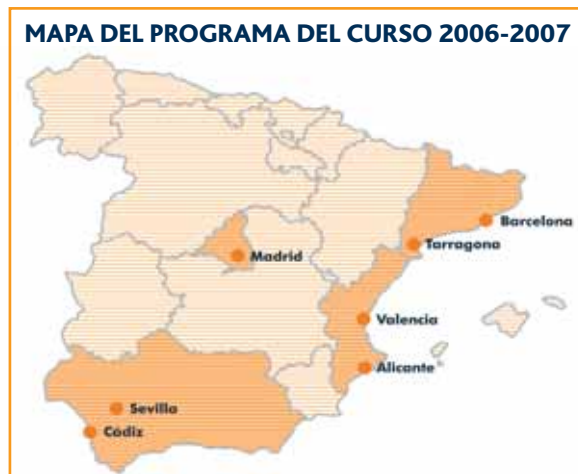 MAPA DEL PROGRAMA DEL CURSO 2006-2007
Barcelona
Tarragona
Madrid
Valencia
Alicante
Sevilla
Cádiz